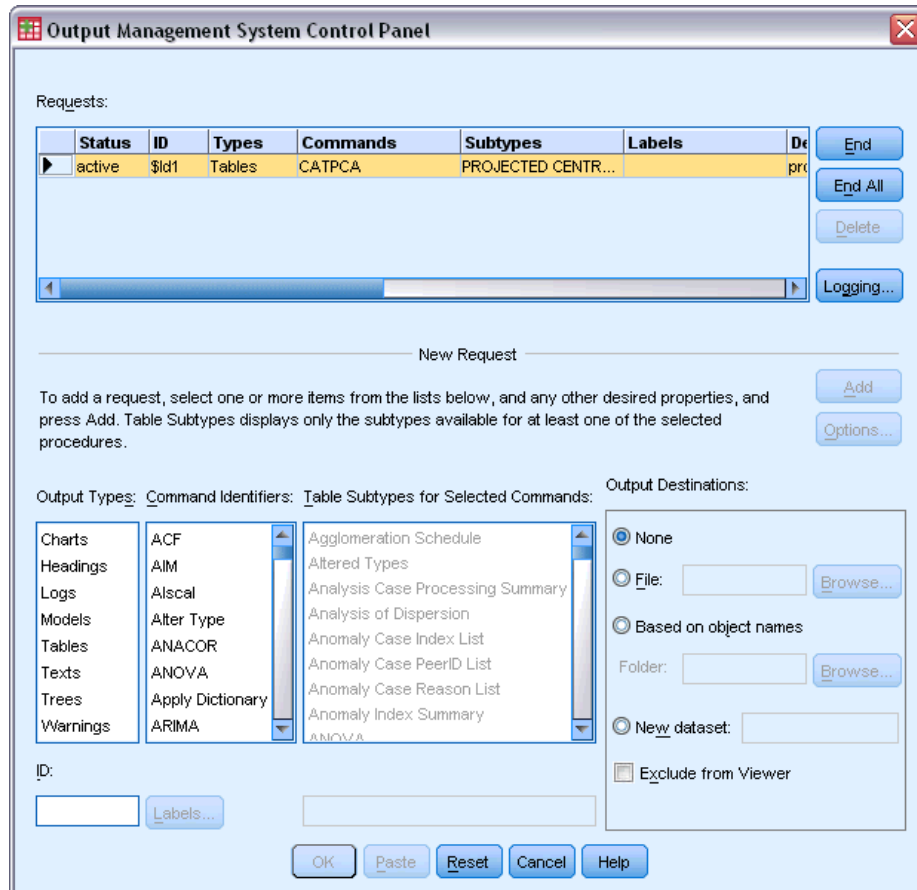 Output Management System Control Panel
Requests:
Status ID Types Commands Subtypes Labels De
active $Id1 Tables CATPCA PROJECTED CENTR... pro
End
End All
Delete
Logging...
New Request
To add a request, select one or more items from the lists below, and any other desired properties, and
press Add. Table Subtypes displays only the subtypes available for at least one of the selected
procedures.
Add
Options...
Output Types:
Charts
Headings
Logs
Models
Tables
Texts
Trees
Warnings
Command Identifiers:
ACF
AIM
Alscal
Alter Type
ANACOR
ANOVA
Apply Dictionary
ARIMA
Table Subtypes for Selected Commands:
Agglomeration Schedule
Altered Types
Analysis Case Processing Summary
Analysis of Dispersion
Anomaly Case Index List
Anomaly Case PeerID List
Anomaly Case Reason List
Anomaly Index Summary
ANOVA
Output Destinations:
None
File: Browse...
Based on object names
Folder: Browse...
New dataset:
Exclude from Viewer
ID:
Labels...
OK Paste Reset Cancel Help